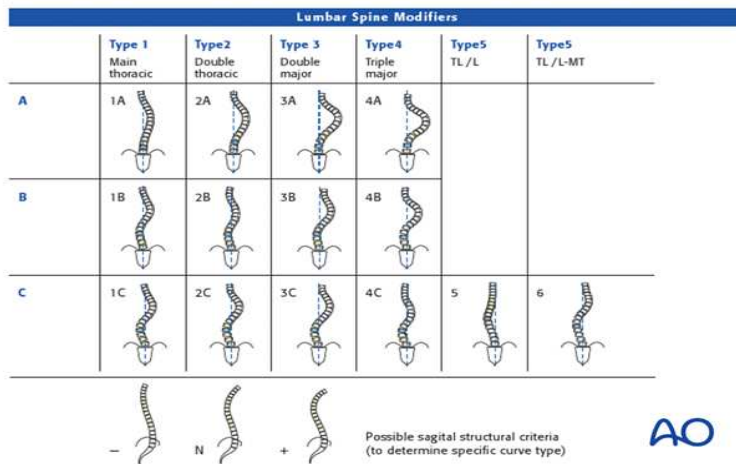 Lumbar Spine Modifiers
Type 1 Type2 Type 3 Type4 Type5 Type5
Main thoracic Double thoracic Double major Triple major TL /L TL /L-MT
A 1A 2A 3A 4A
B 1B 2B 3B 4B
C 1C 2C 3C 4C 5 6
– N + Possible sagital structural criteria
(to determine specific curve type)
AO